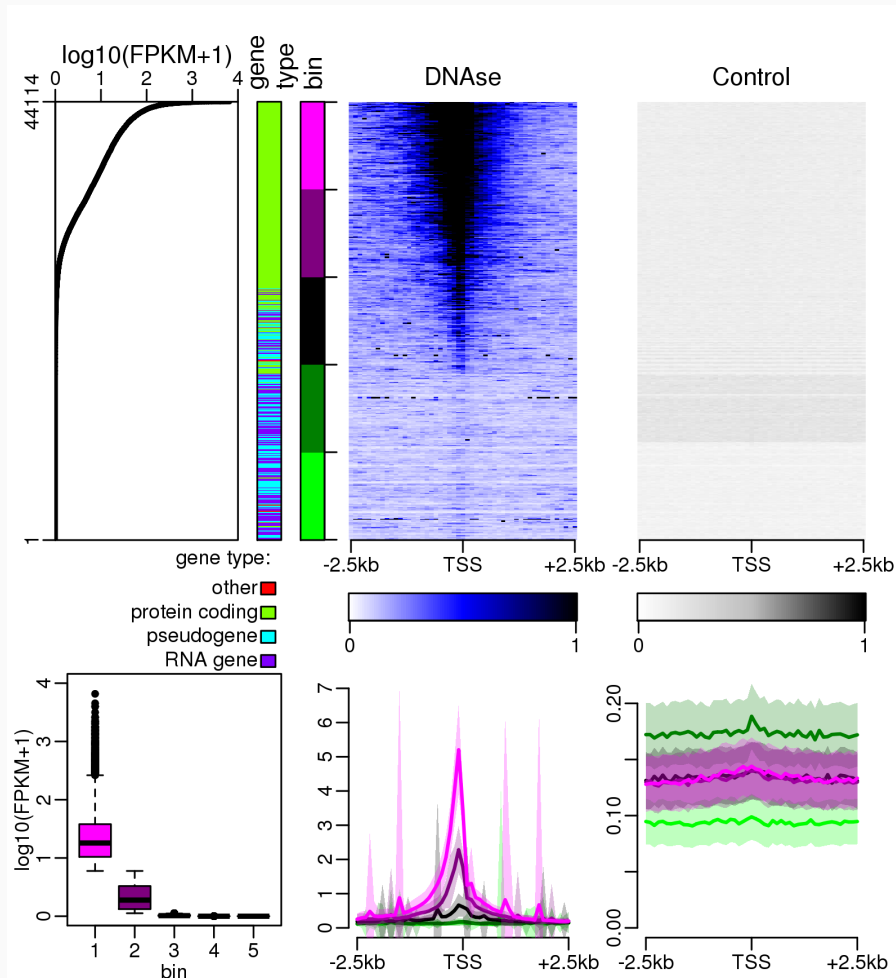 log10(FPKM+1)
0 1 2 3 4
gene
type
bin
DNAse
Control
44114
1
-2.5kb TSS +2.5kb
-2.5kb TSS +2.5kb
gene type:
other
protein coding
pseudogene
RNA gene
0 1
0 1
log10(FPKM+1)
4
3
2
1
0
1 2 3 4 5
bin
7
6
5
4
3
2
1
0
-2.5kb TSS +2.5kb
0.20
0.10
0.00
-2.5kb TSS +2.5kb